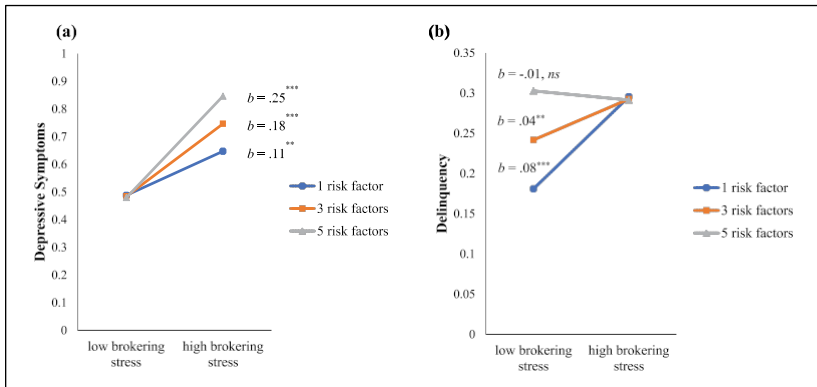 (a)
Depressive Symptoms
1
0.9
0.8
0.7
0.6
0.5
0.4
0.3
0.2
0.1
0
b = .25***
b = .18***
b = .11**
1 risk factor
3 risk factors
5 risk factors
low brokering
stress
high brokering
stress
(b)
Delinquency
0.35
0.3
0.25
0.2
0.15
0.1
0.05
0
b = -.01, ns
b = .04**
b = .08***
1 risk factor
3 risk factors
5 risk factors
low brokering
stress
high brokering
stress